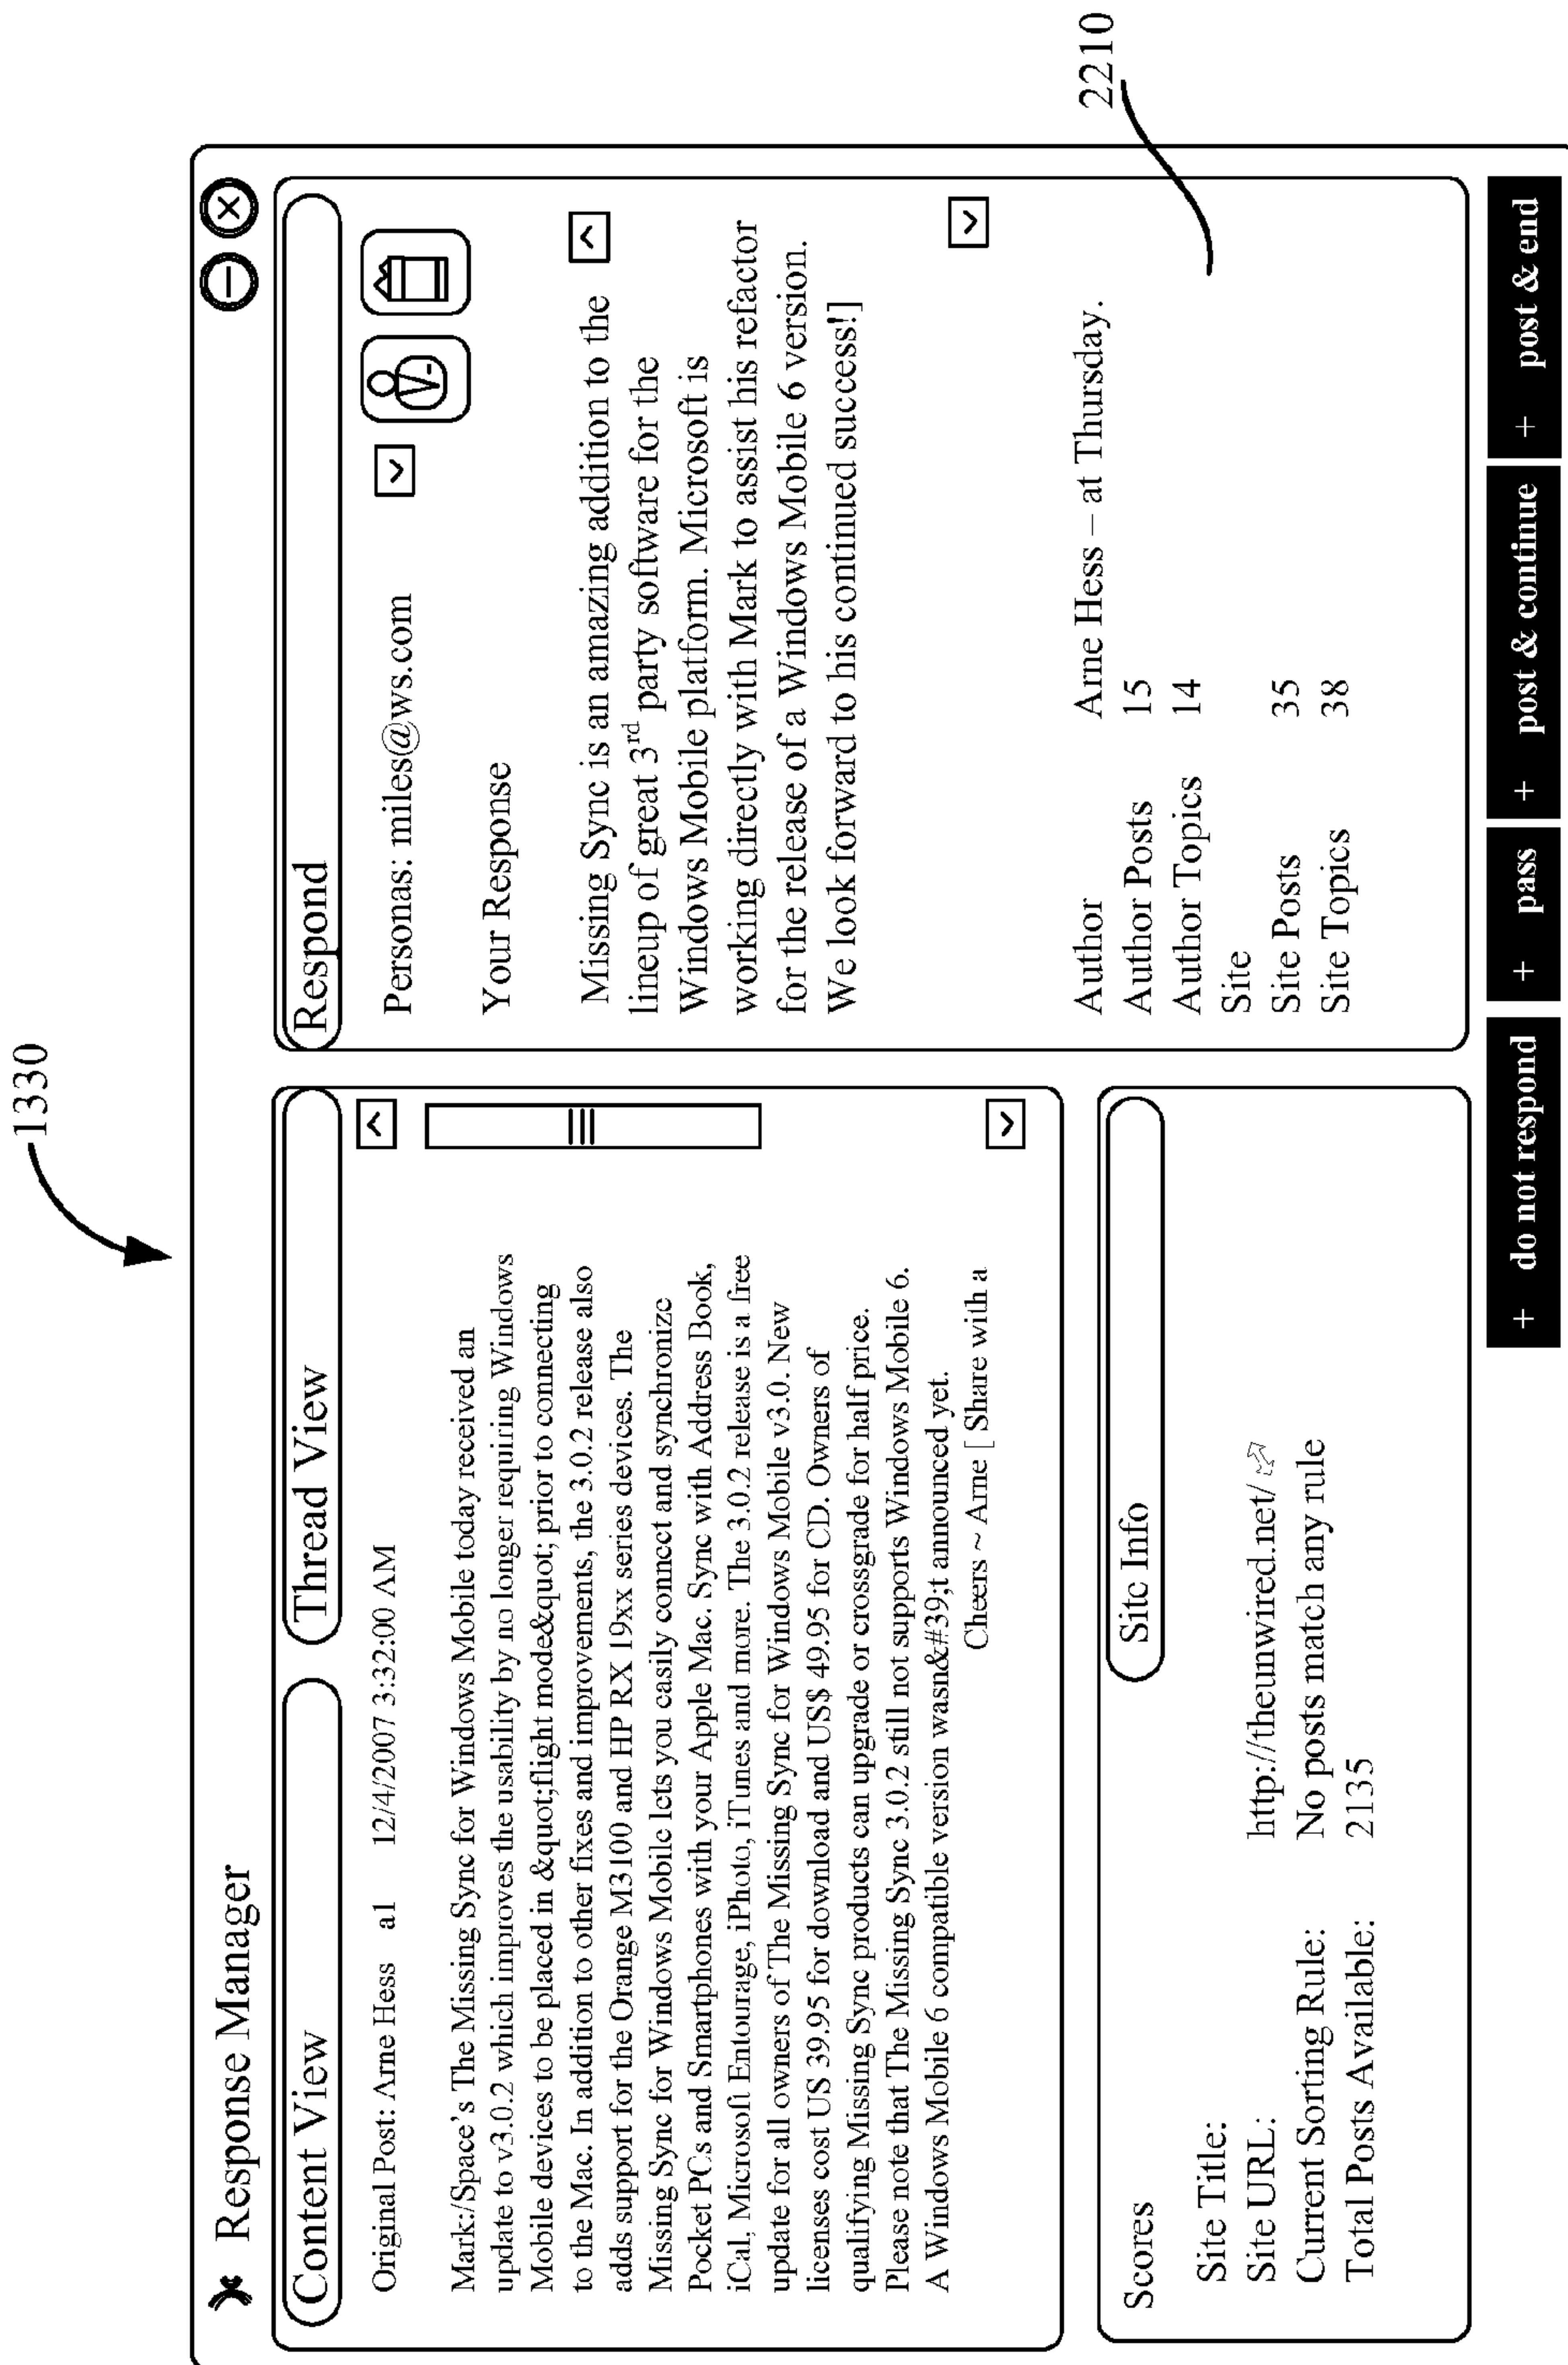 1330
Response Manager
Content View
Thread View
Original Post: Arne Hess al 12/4/2007 3:32:00 AM
Mark:/Space's The Missing Sync for Windows Mobile today received an
update to v3.0.2 which improves the usability by no longer requiring Windows
Mobile devices to be placed in &quot;flight mode&quot; prior to connecting
to the Mac. In addition to other fixes and improvements, the 3.0.2 release also
adds support for the Orange M3100 and HP RX 19xx series devices. The
Missing Sync for Windows Mobile lets you easily connect and synchronize
Pocket PCs and Smartphones with your Apple Mac. Sync with Address Book,
iCal, Microsoft Entourage, iPhoto, iTunes and more. The 3.0.2 release is a free
update for all owners of The Missing Sync for Windows Mobile v3.0. New
licenses cost US 39.95 for download and US$ 49.95 for CD. Owners of
qualifying Missing Sync products can upgrade or crossgrade for half price.
Please note that The Missing Sync 3.0.2 still not supports Windows Mobile 6.
A Windows Mobile 6 compatible version wasn&#39;t announced yet.
Cheers ~ Arne [ Share with a
Site Info
Scores
Site Title:
Site URL: http://theunwired.net/
Current Sorting Rule: No posts match any rule
Total Posts Available: 2135
Respond
Personas: miles@ws.com
Your Response
Missing Sync is an amazing addition to the
lineup of great 3rd party software for the
Windows Mobile platform. Microsoft is
working directly with Mark to assist his refactor
for the release of a Windows Mobile 6 version.
We look forward to his continued success!]
Author Arne Hess – at Thursday.
Author Posts 15
Author Topics 14
Site
Site Posts 35
Site Topics 38
2210
+ do not respond
+ pass
+ post & continue
+ post & end